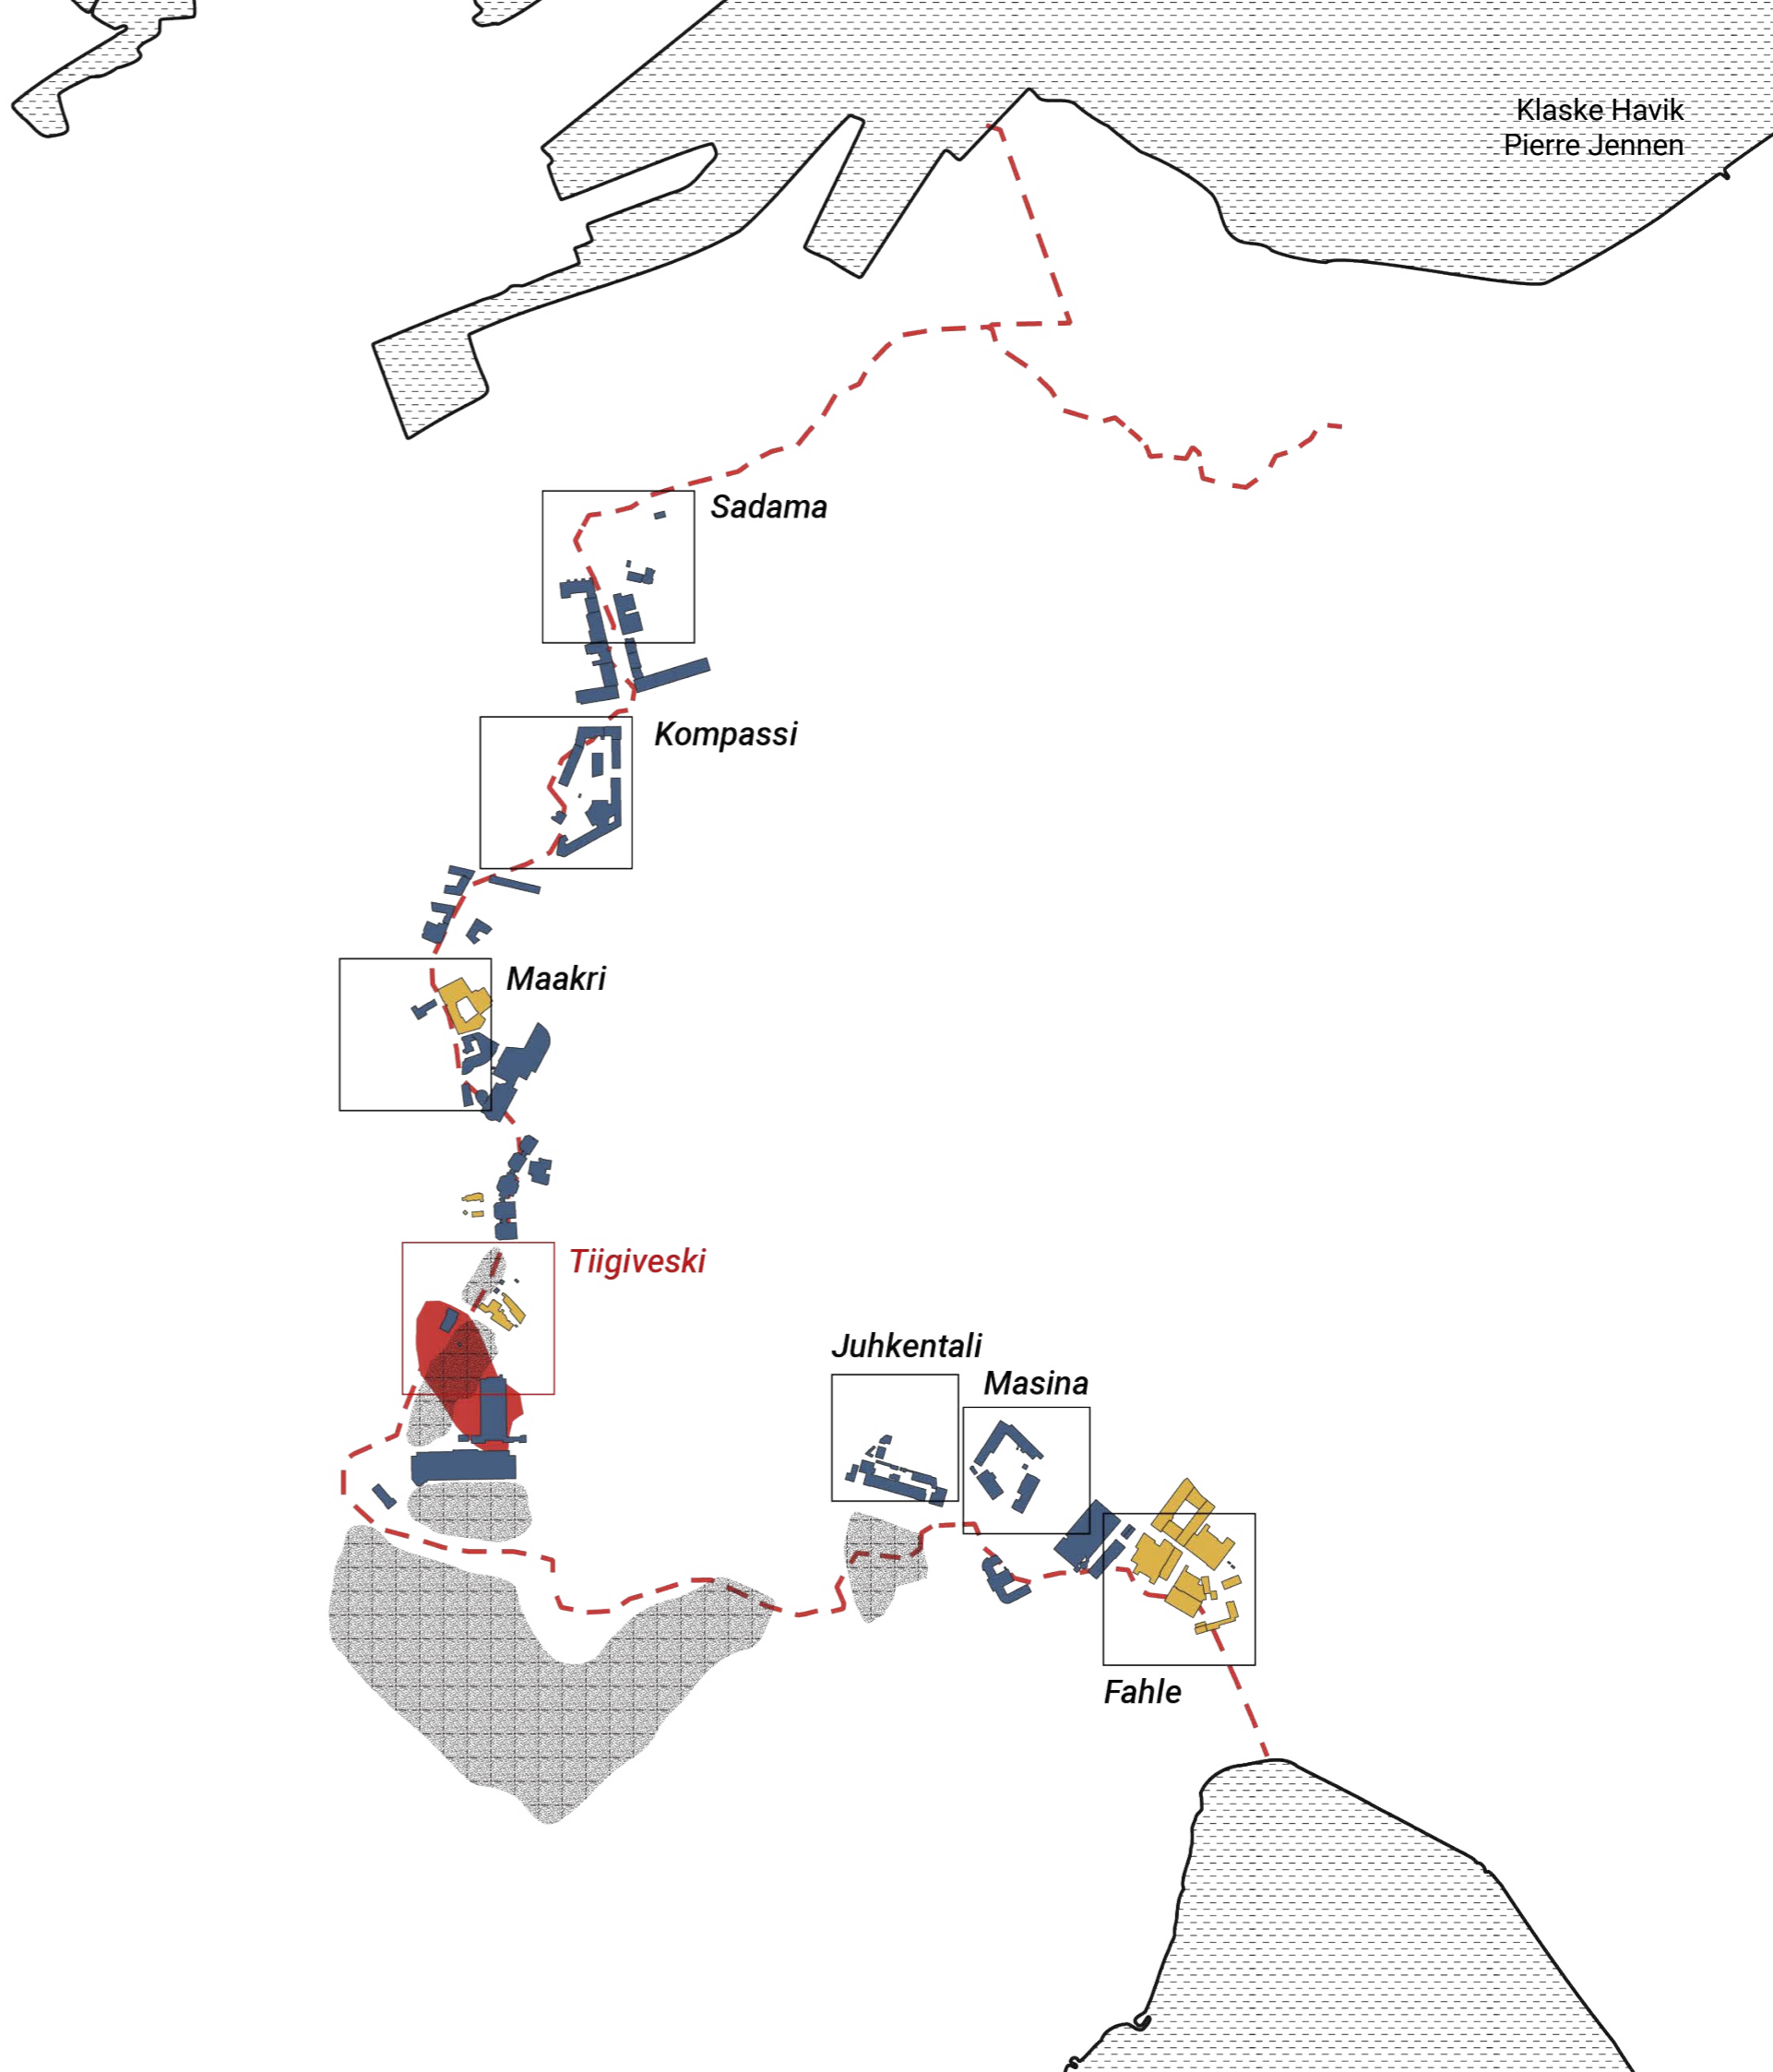 Klaske Havik
Pierre Jennen
Sadama
Kompassi
Maakri
Tiigiveski
Juhkentali
Masina
Fahle